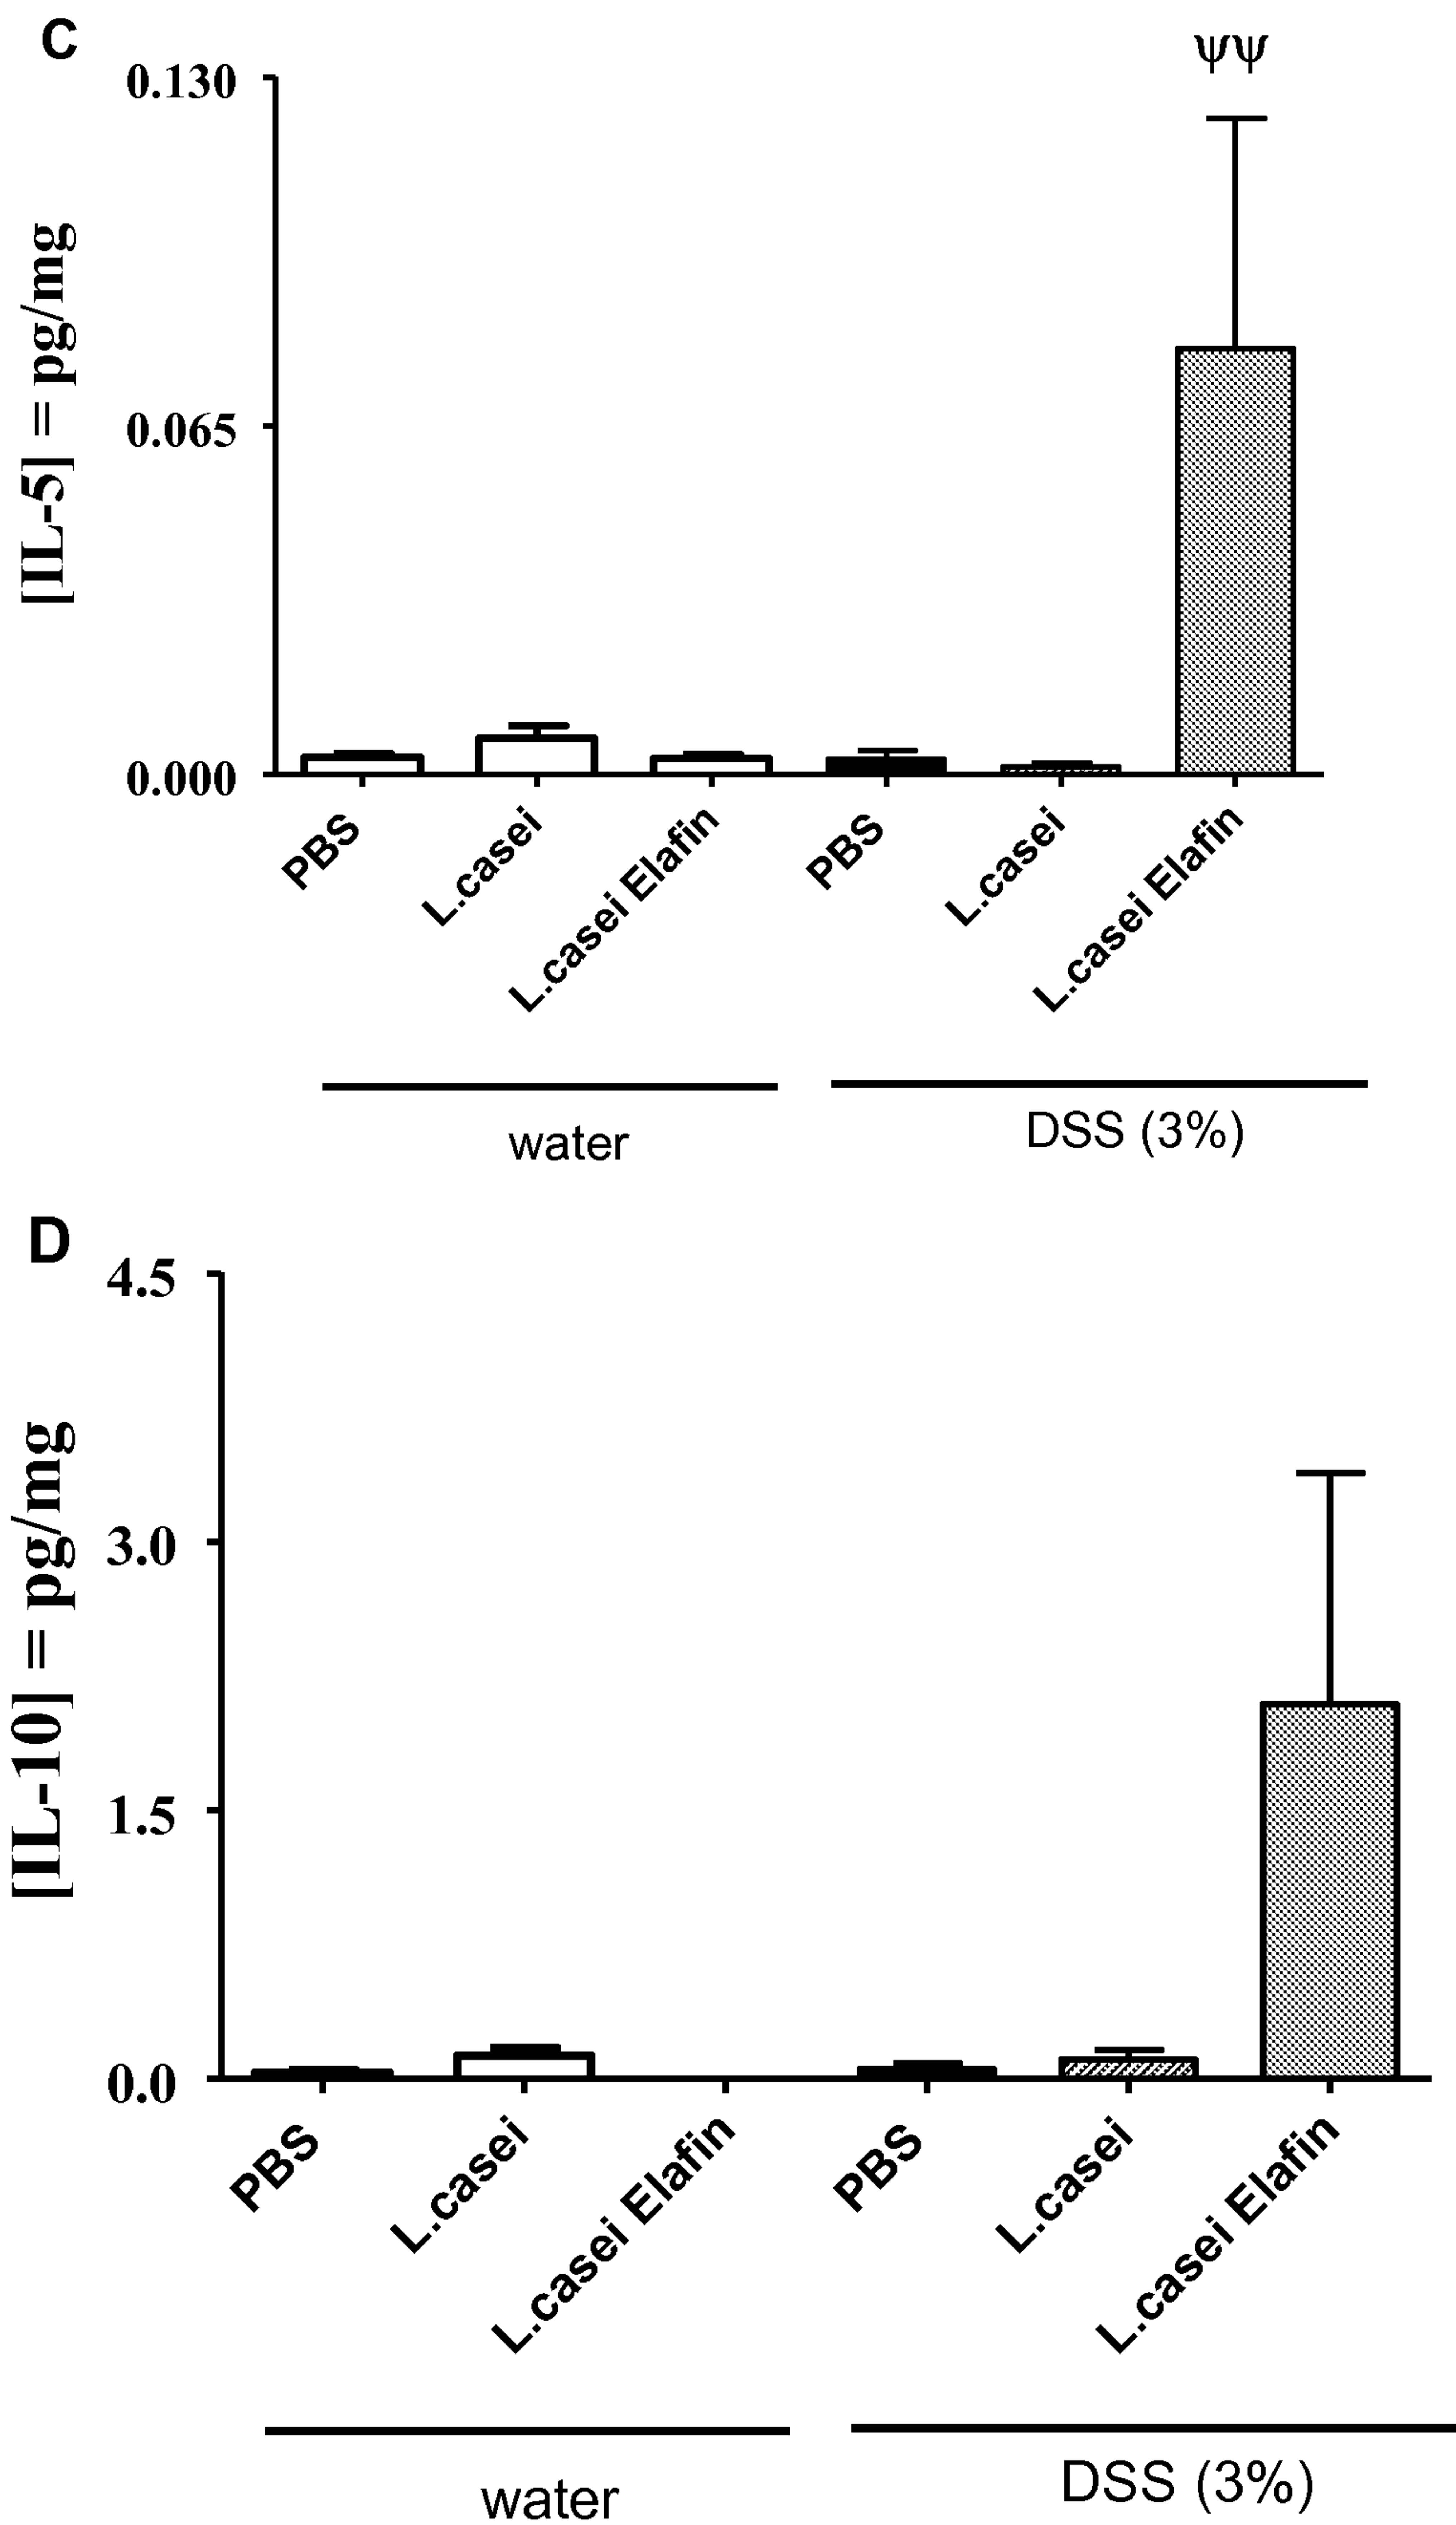 C
ψψ
0.130
0.065
0.000
[IL-5] = pg/mg
PBS
L.casei
L.casei Elafin
PBS
L.casei
L.casei Elafin
water
DSS (3%)
D
4.5
3.0
1.5
0.0
[IL-10] = pg/mg
PBS
L.casei
L.casei Elafin
PBS
L.casei
L.casei Elafin
water
DSS (3%)